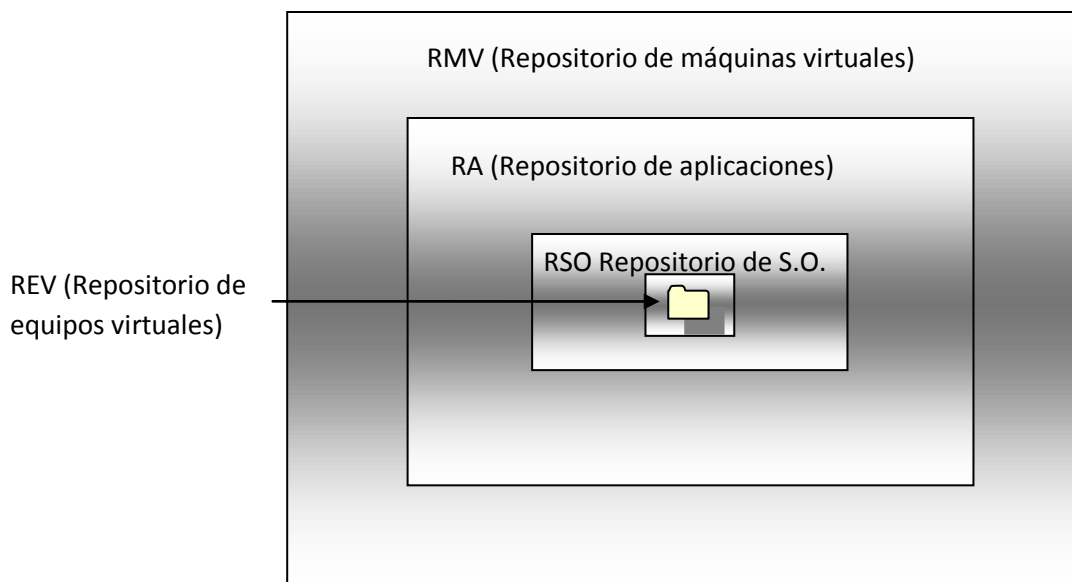 RMV (Repositorio de máquinas virtuales)
RA (Repositorio de aplicaciones)
RSO Repositorio de S.O.
REV (Repositorio de
equipos virtuales)